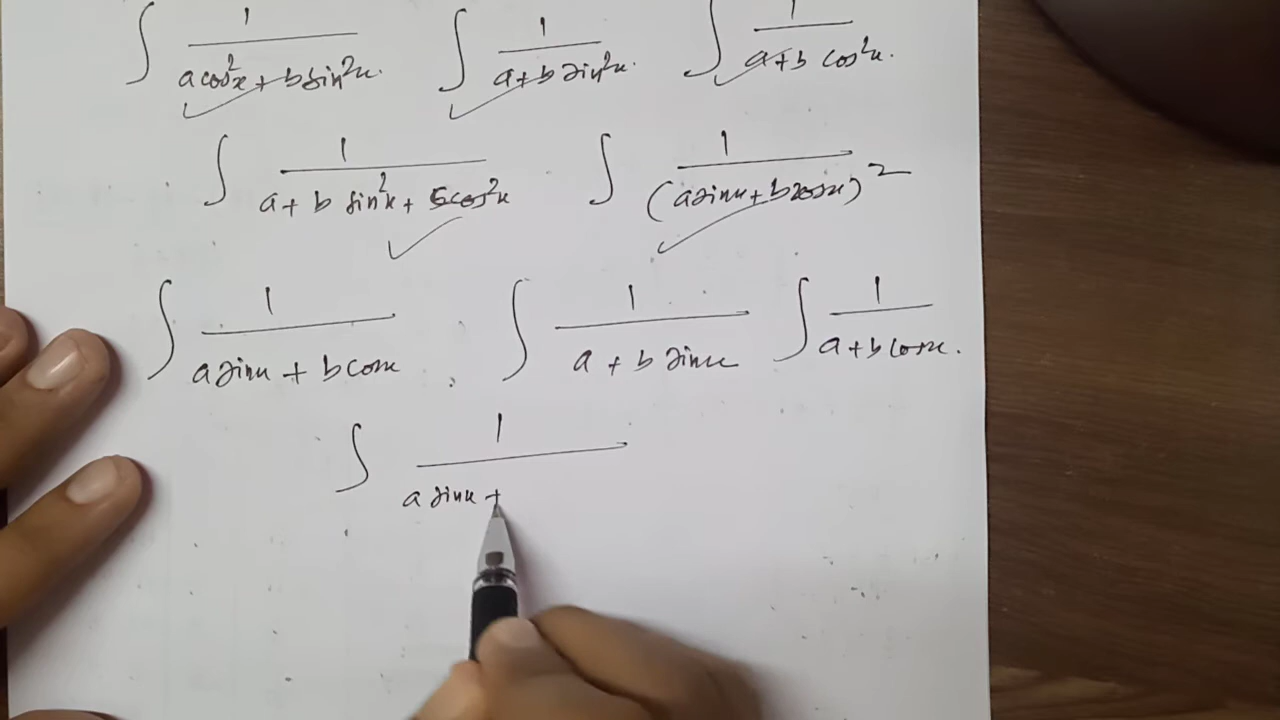 ∫ 1/(a cos²x + b sin²x). ∫ 1/(a + b sin²x). ∫ 1/(a + b cos²x).
∫ 1/(a + b sin²x + 5cos²x) ∫ 1/(a sinx + b cosx)²
∫ 1/(a sinx + b cosx) , ∫ 1/(a + b sinx) ∫ 1/(a + b cosx).
∫ 1/(a sinx +